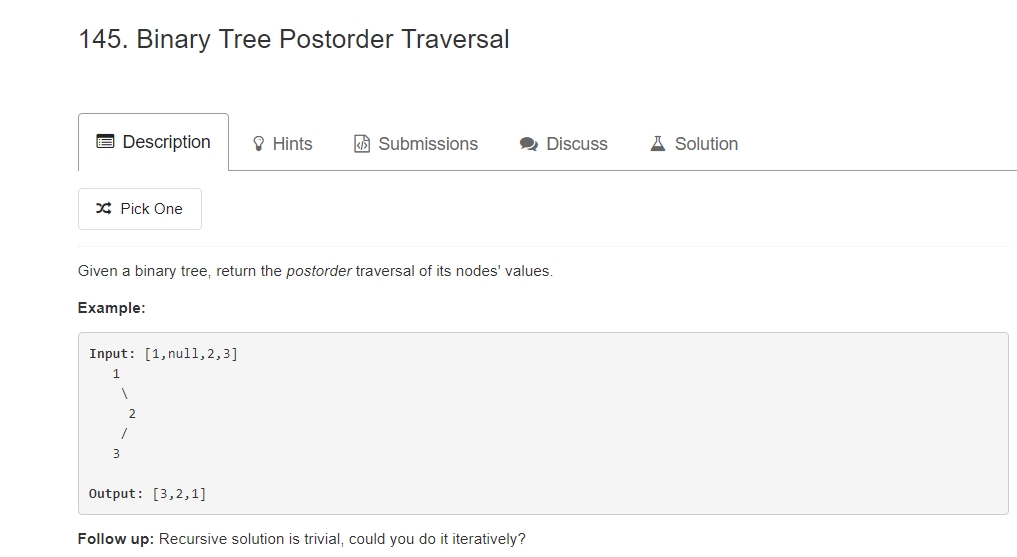 145. Binary Tree Postorder Traversal
Description Hints Submissions Discuss Solution
Pick One
Given a binary tree, return the postorder traversal of its nodes' values.
Example:
Input: [1,null,2,3]
1
\
2
/
3
Output: [3,2,1]
Follow up: Recursive solution is trivial, could you do it iteratively?